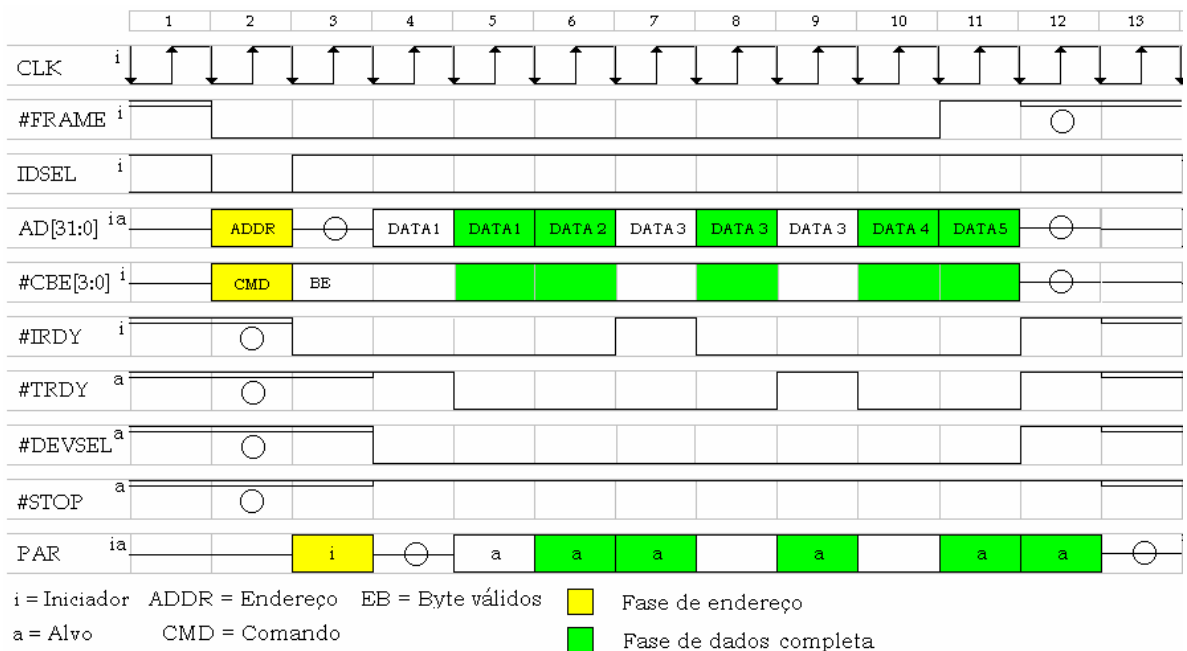 1 2 3 4 5 6 7 8 9 10 11 12 13
CLK i
#FRAME i
IDSEL i
AD[31:0] ia ADDR DATA1 DATA1 DATA 2 DATA 3 DATA 3 DATA 3 DATA 4 DATA5
#CBE[3:0] i CMD BE
#IRDY i
#TRDY a
#DEVSEL a
#STOP a
PAR ia i a a a a a a
i = Iniciador ADDR = Endereço EB = Byte válidos Fase de endereço
a = Alvo CMD = Comando Fase de dados completa